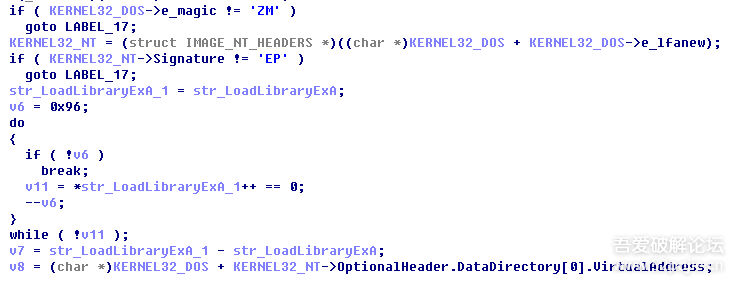 if ( KERNEL32_DOS->e_magic != 'ZM' )
goto LABEL_17;
KERNEL32_NT = (struct IMAGE_NT_HEADERS *)((char *)KERNEL32_DOS + KERNEL32_DOS->e_lfanew);
if ( KERNEL32_NT->Signature != 'EP' )
goto LABEL_17;
str_LoadLibraryExA_1 = str_LoadLibraryExA;
v6 = 0x96;
do
{
if ( !v6 )
break;
v11 = *str_LoadLibraryExA_1++ == 0;
--v6;
}
while ( !v11 );
v7 = str_LoadLibraryExA_1 - str_LoadLibraryExA;
v8 = (char *)KERNEL32_DOS + KERNEL32_NT->OptionalHeader.DataDirectory[0].VirtualAddress;
吾爱破解论坛